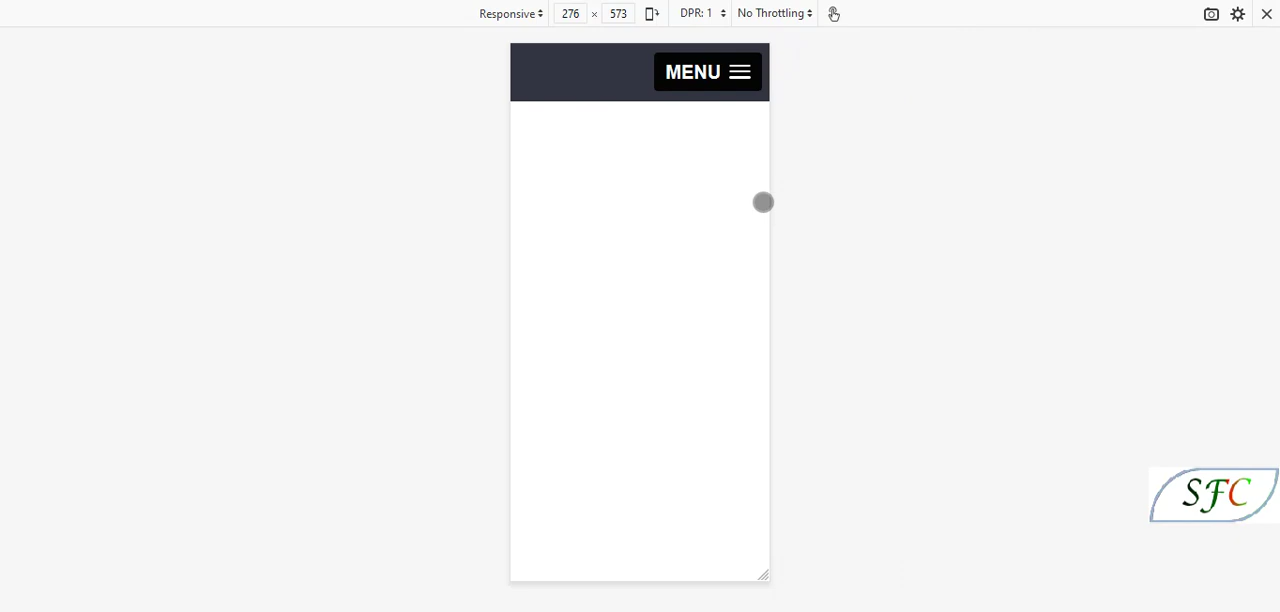 Responsive 276 × 573 DPR: 1 No Throttling
MENU
SFC